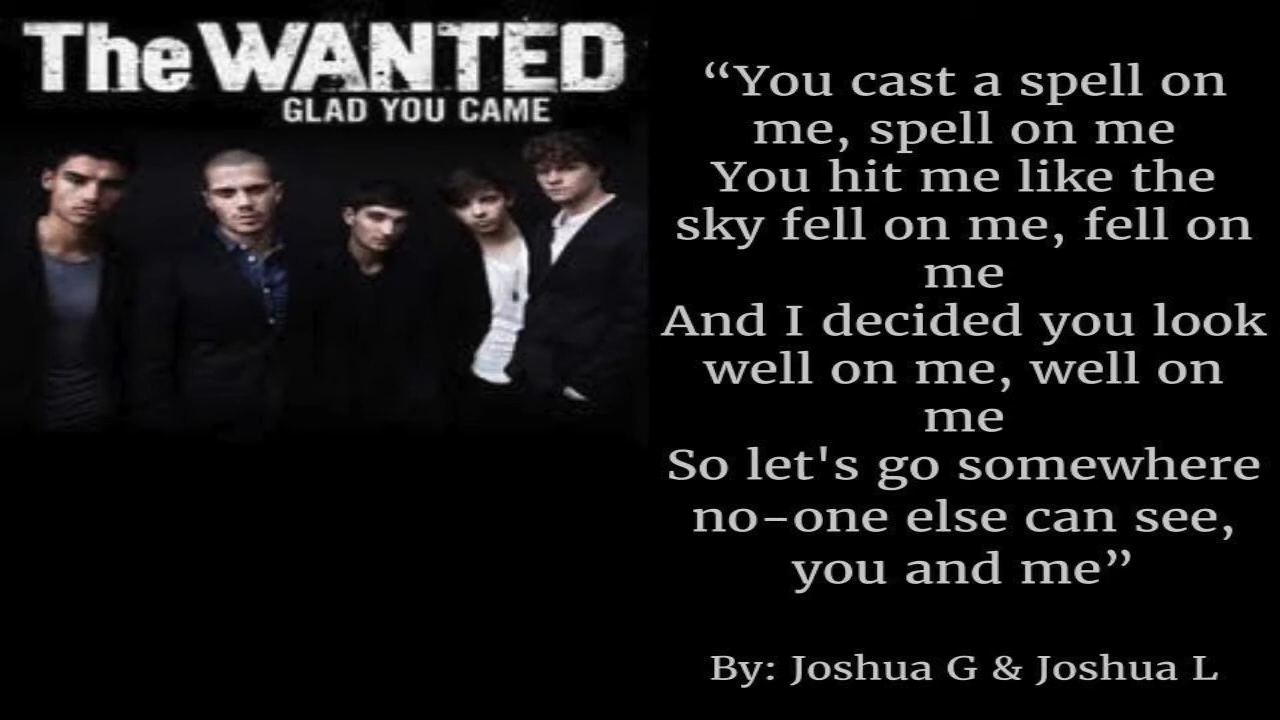 The WANTED
GLAD YOU CAME
“You cast a spell on
me, spell on me
You hit me like the
sky fell on me, fell on
me
And I decided you look
well on me, well on
me
So let's go somewhere
no-one else can see,
you and me”
By: Joshua G & Joshua L